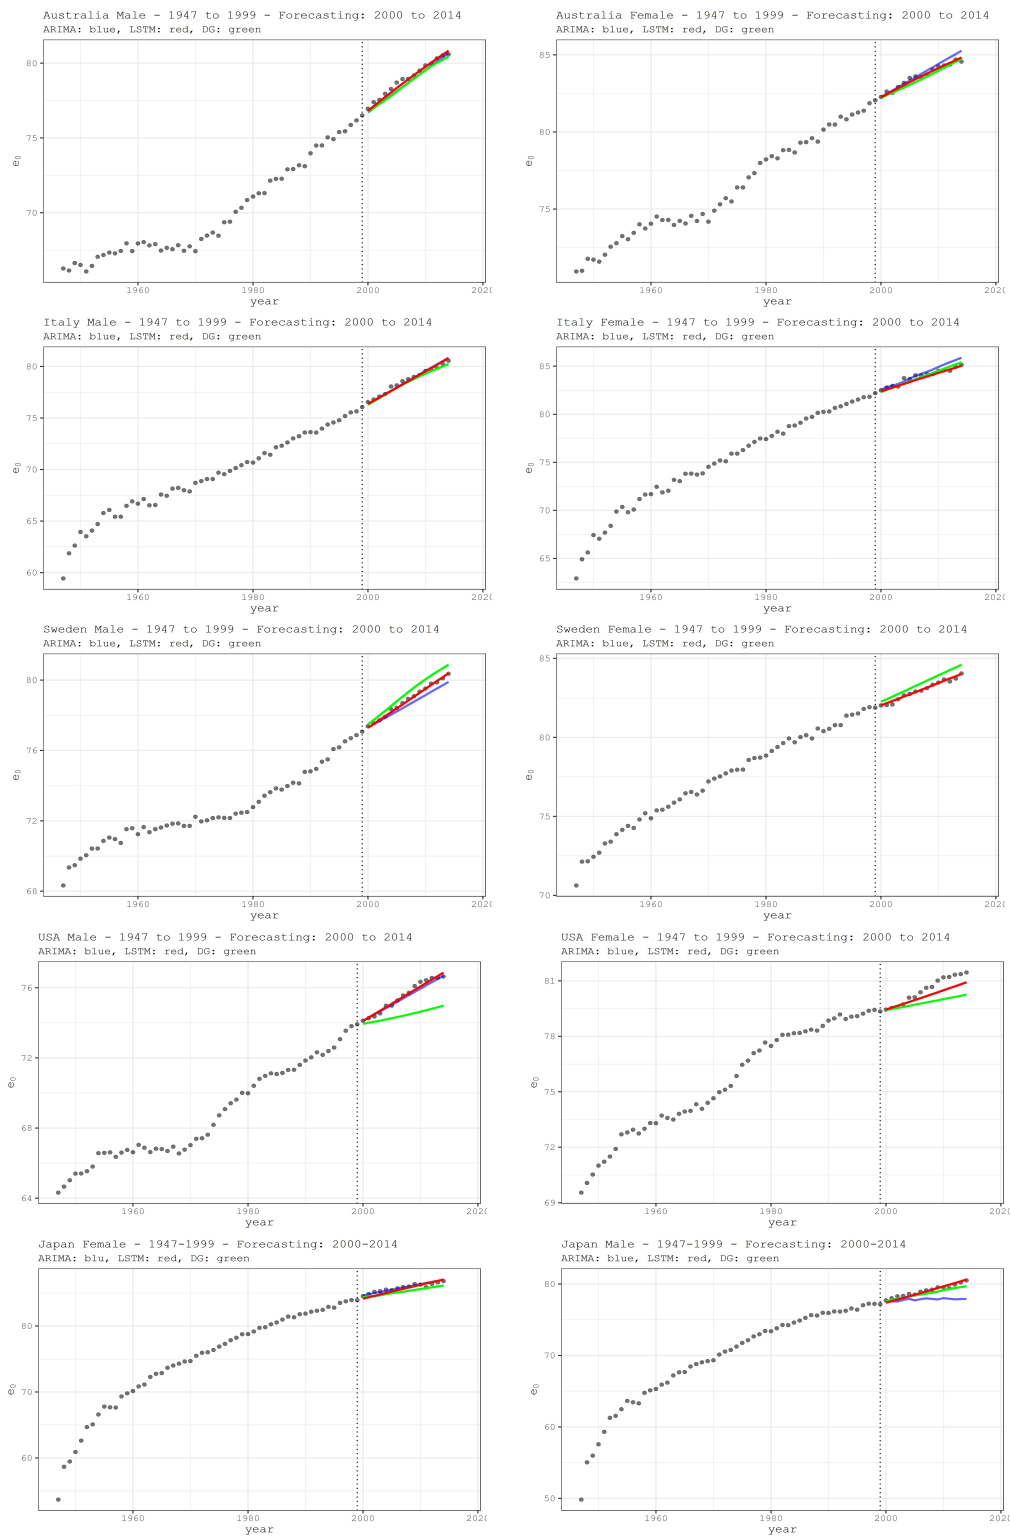 Australia Male - 1947 to 1999 - Forecasting: 2000 to 2014
ARIMA: blue, LSTM: red, DG: green
80
75
70
e0
1960
1980
2000
2020
year
Australia Female - 1947 to 1999 - Forecasting: 2000 to 2014
ARIMA: blue, LSTM: red, DG: green
85
80
75
e0
1960
1980
2000
2020
year
Italy Male - 1947 to 1999 - Forecasting: 2000 to 2014
ARIMA: blue, LSTM: red, DG: green
80
75
70
65
60
e0
1960
1980
2000
2020
year
Italy Female - 1947 to 1999 - Forecasting: 2000 to 2014
ARIMA: blue, LSTM: red, DG: green
85
80
75
70
65
e0
1960
1980
2000
2020
year
Sweden Male - 1947 to 1999 - Forecasting: 2000 to 2014
ARIMA: blue, LSTM: red, DG: green
80
76
72
68
e0
1960
1980
2000
2020
year
Sweden Female - 1947 to 1999 - Forecasting: 2000 to 2014
ARIMA: blue, LSTM: red, DG: green
85
80
75
70
e0
1960
1980
2000
2020
year
USA Male - 1947 to 1999 - Forecasting: 2000 to 2014
ARIMA: blue, LSTM: red, DG: green
76
72
68
64
e0
1960
1980
2000
2020
year
USA Female - 1947 to 1999 - Forecasting: 2000 to 2014
ARIMA: blue, LSTM: red, DG: green
81
78
75
72
69
e0
1960
1980
2000
2020
year
Japan Female - 1947-1999 - Forecasting: 2000-2014
ARIMA: blu, LSTM: red, DG: green
80
70
60
e0
1960
1980
2000
2020
year
Japan Male - 1947-1999 - Forecasting: 2000-2014
ARIMA: blue, LSTM: red, DG: green
80
70
60
50
e0
1960
1980
2000
2020
year